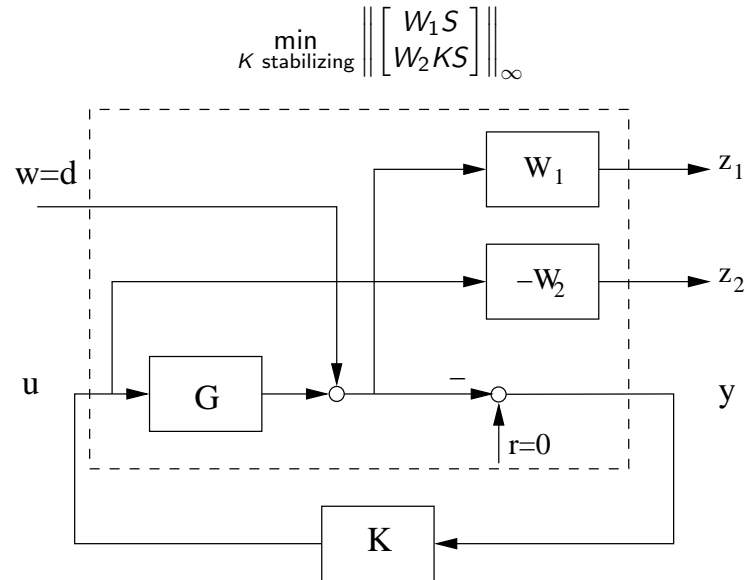 min K stabilizing ‖ [ W₁S W₂KS ] ‖∞
W₁
z₁
w=d
−W₂
z₂
u
G
−
y
r=0
K